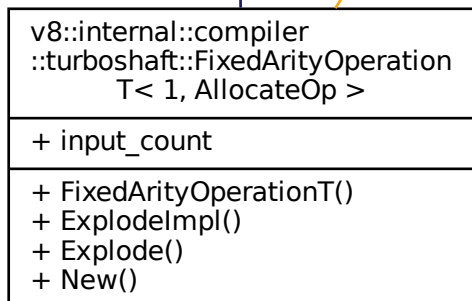 v8::internal::compiler
::turboshaft::FixedArityOperation
T< 1, AllocateOp >
+ input_count
+ FixedArityOperationT()
+ ExplodeImpl()
+ Explode()
+ New()